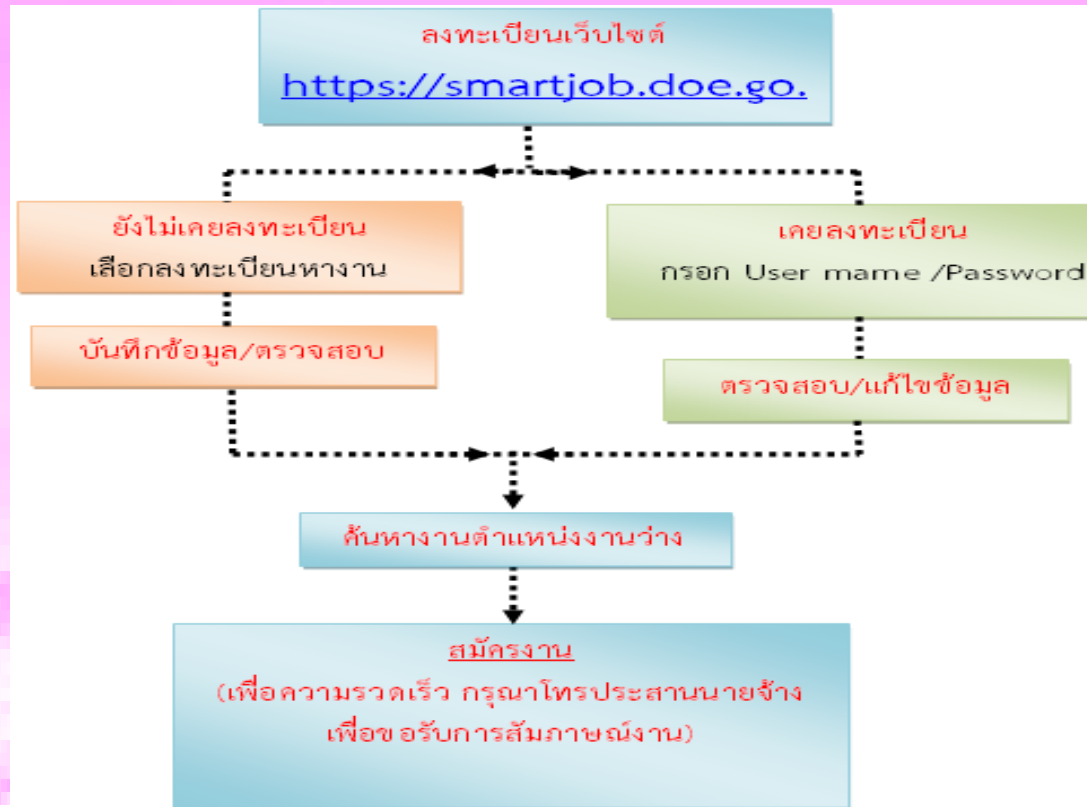 ลงทะเบียนเว็บไซต์
https://smartjob.doe.go.
ยังไม่เคยลงทะเบียน
เลือกลงทะเบียนหางาน
เคยลงทะเบียน
กรอก User mame /Password
บันทึกข้อมูล/ตรวจสอบ
ตรวจสอบ/แก้ไขข้อมูล
ค้นหางานตำแหน่งงานว่าง
สมัครงาน
(เพื่อความรวดเร็ว กรุณาโทรประสานนายจ้าง
เพื่อขอรับการสัมภาษณ์งาน)